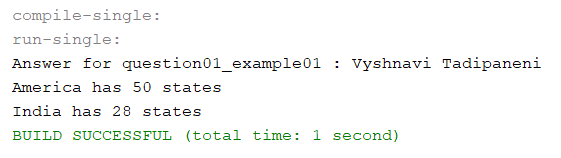 compile-single:
run-single:
Answer for question01_example01 : Vyshnavi Tadipaneni
America has 50 states
India has 28 states
BUILD SUCCESSFUL (total time: 1 second)